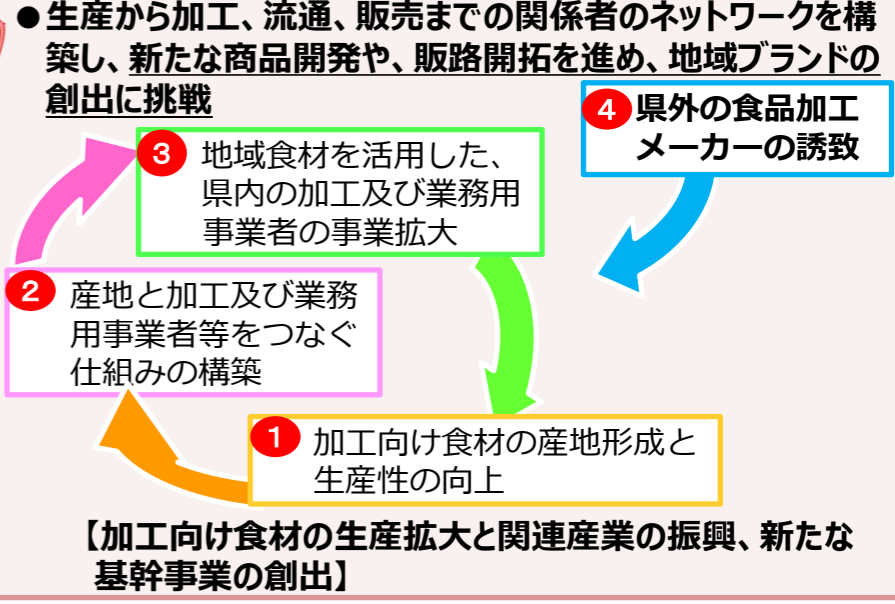 ●生産から加工、流通、販売までの関係者のネットワークを構
築し、新たな商品開発や、販路開拓を進め、地域ブランドの
創出に挑戦
4 県外の食品加工
メーカーの誘致
3 地域食材を活用した、
県内の加工及び業務用
事業者の事業拡大
2 産地と加工及び業務
用事業者等をつなぐ
仕組みの構築
1 加工向け食材の産地形成と
生産性の向上
【加工向け食材の生産拡大と関連産業の振興、新たな
基幹事業の創出】